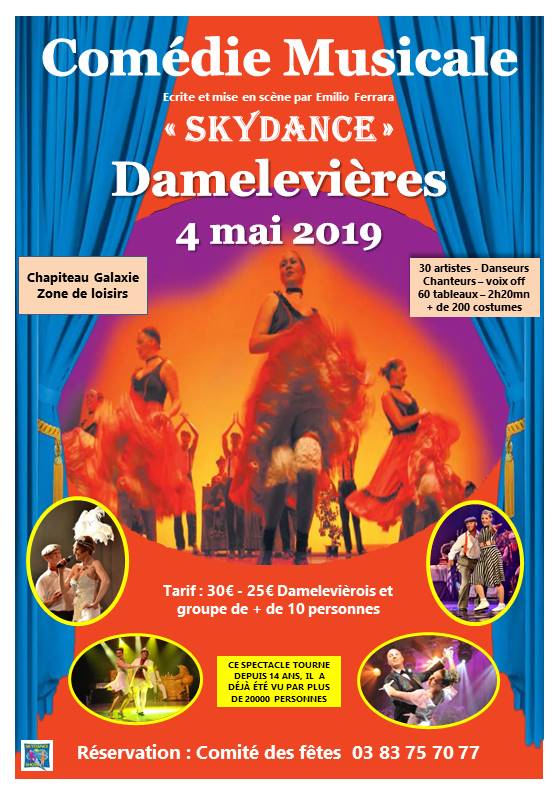 Comédie Musicale
Ecrite et mise en scène par Emilio Ferrara
« SKYDANCE »
Damelevières
4 mai 2019
Chapiteau Galaxie
Zone de loisirs
30 artistes - Danseurs
Chanteurs – voix off
60 tableaux – 2h20mn
+ de 200 costumes
Tarif : 30€ - 25€ Damelevièrois et
groupe de + de 10 personnes
CE SPECTACLE TOURNE
DEPUIS 14 ANS, IL A
DÉJÀ ÉTÉ VU PAR PLUS
DE 20000 PERSONNES
SKYDANCE
Réservation : Comité des fêtes 03 83 75 70 77